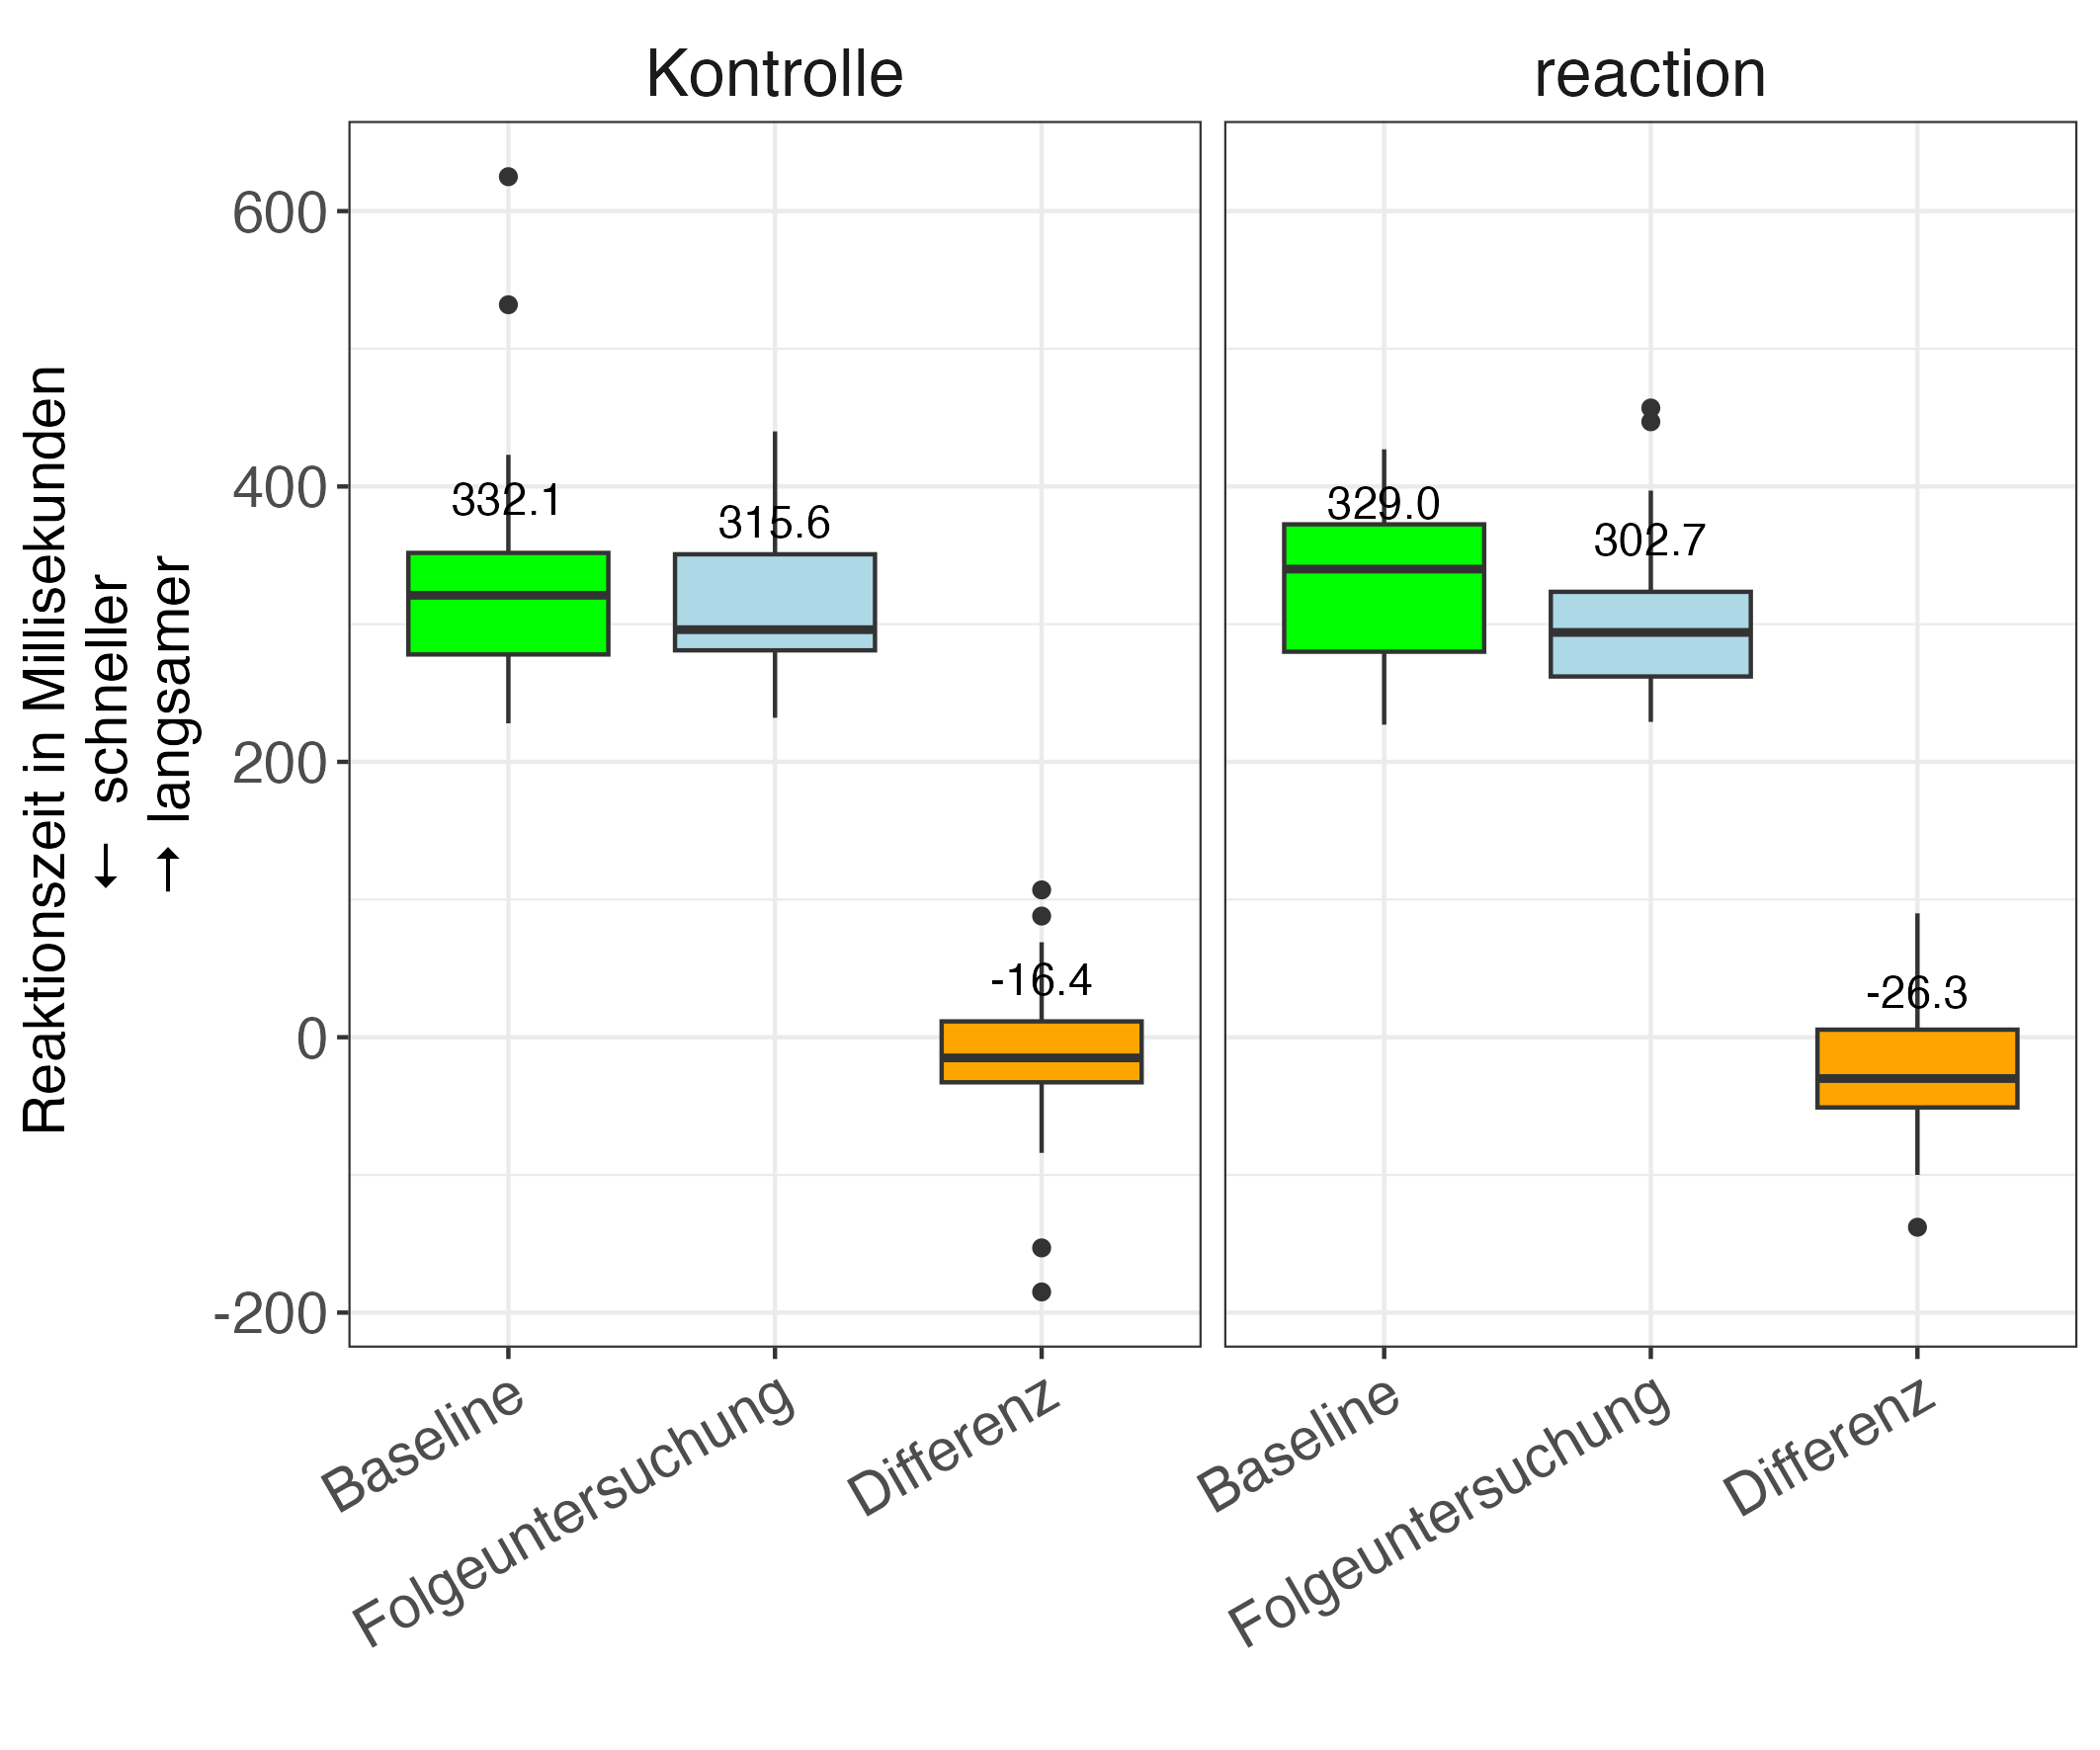 Kontrolle
reaction
Reaktionszeit in Millisekunden
← schneller
→ langsamer
600
400
200
0
-200
332.1
315.6
-16.4
329.0
302.7
-26.3
Baseline
Folgeuntersuchung
Differenz
Baseline
Folgeuntersuchung
Differenz